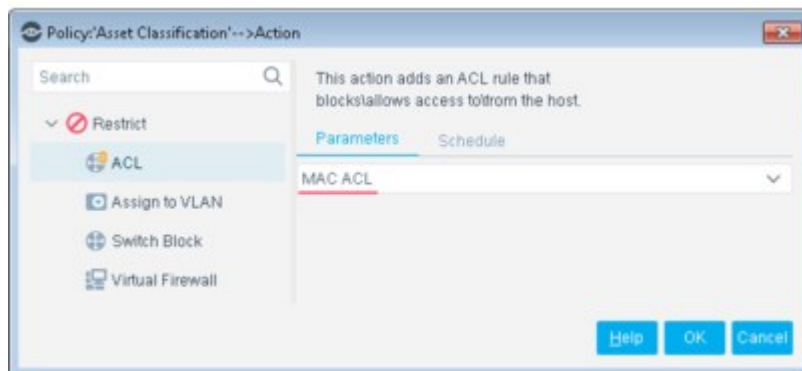 Policy:'Asset Classification'-->Action
Search
This action adds an ACL rule that
blocks\allows access to\from the host.
Restrict
Parameters Schedule
ACL
MAC ACL
Assign to VLAN
Switch Block
Virtual Firewall
Help OK Cancel